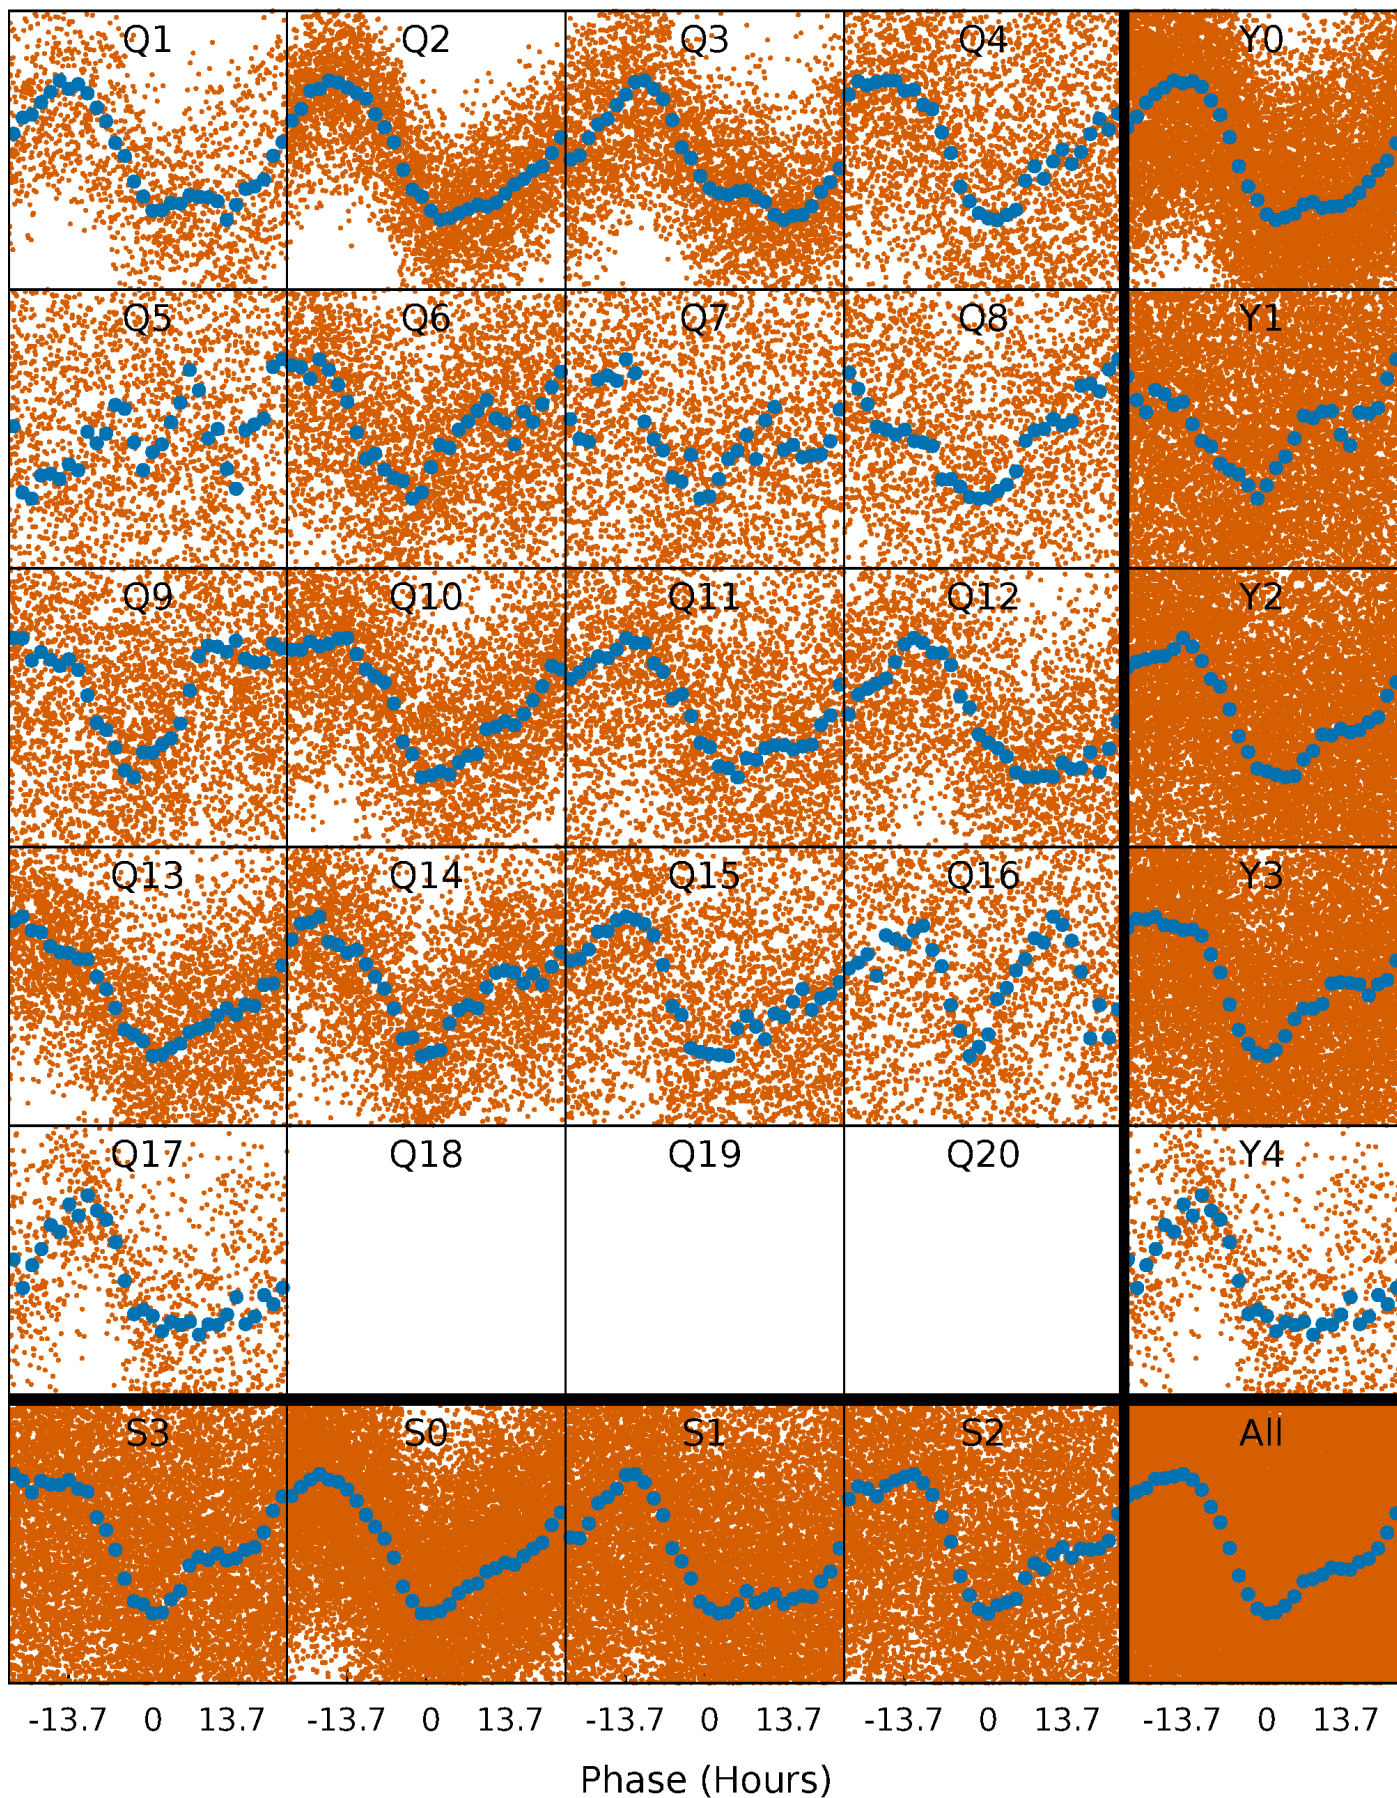 Q1 Q2 Q3 Q4 Y0
Q5 Q6 Q7 Q8 Y1
Q9 Q10 Q11 Q12 Y2
Q13 Q14 Q15 Q16 Y3
Q17 Q18 Q19 Q20 Y4
S3 S0 S1 S2 All
-13.7 0 13.7 -13.7 0 13.7 -13.7 0 13.7 -13.7 0 13.7 -13.7 0 13.7
Phase (Hours)